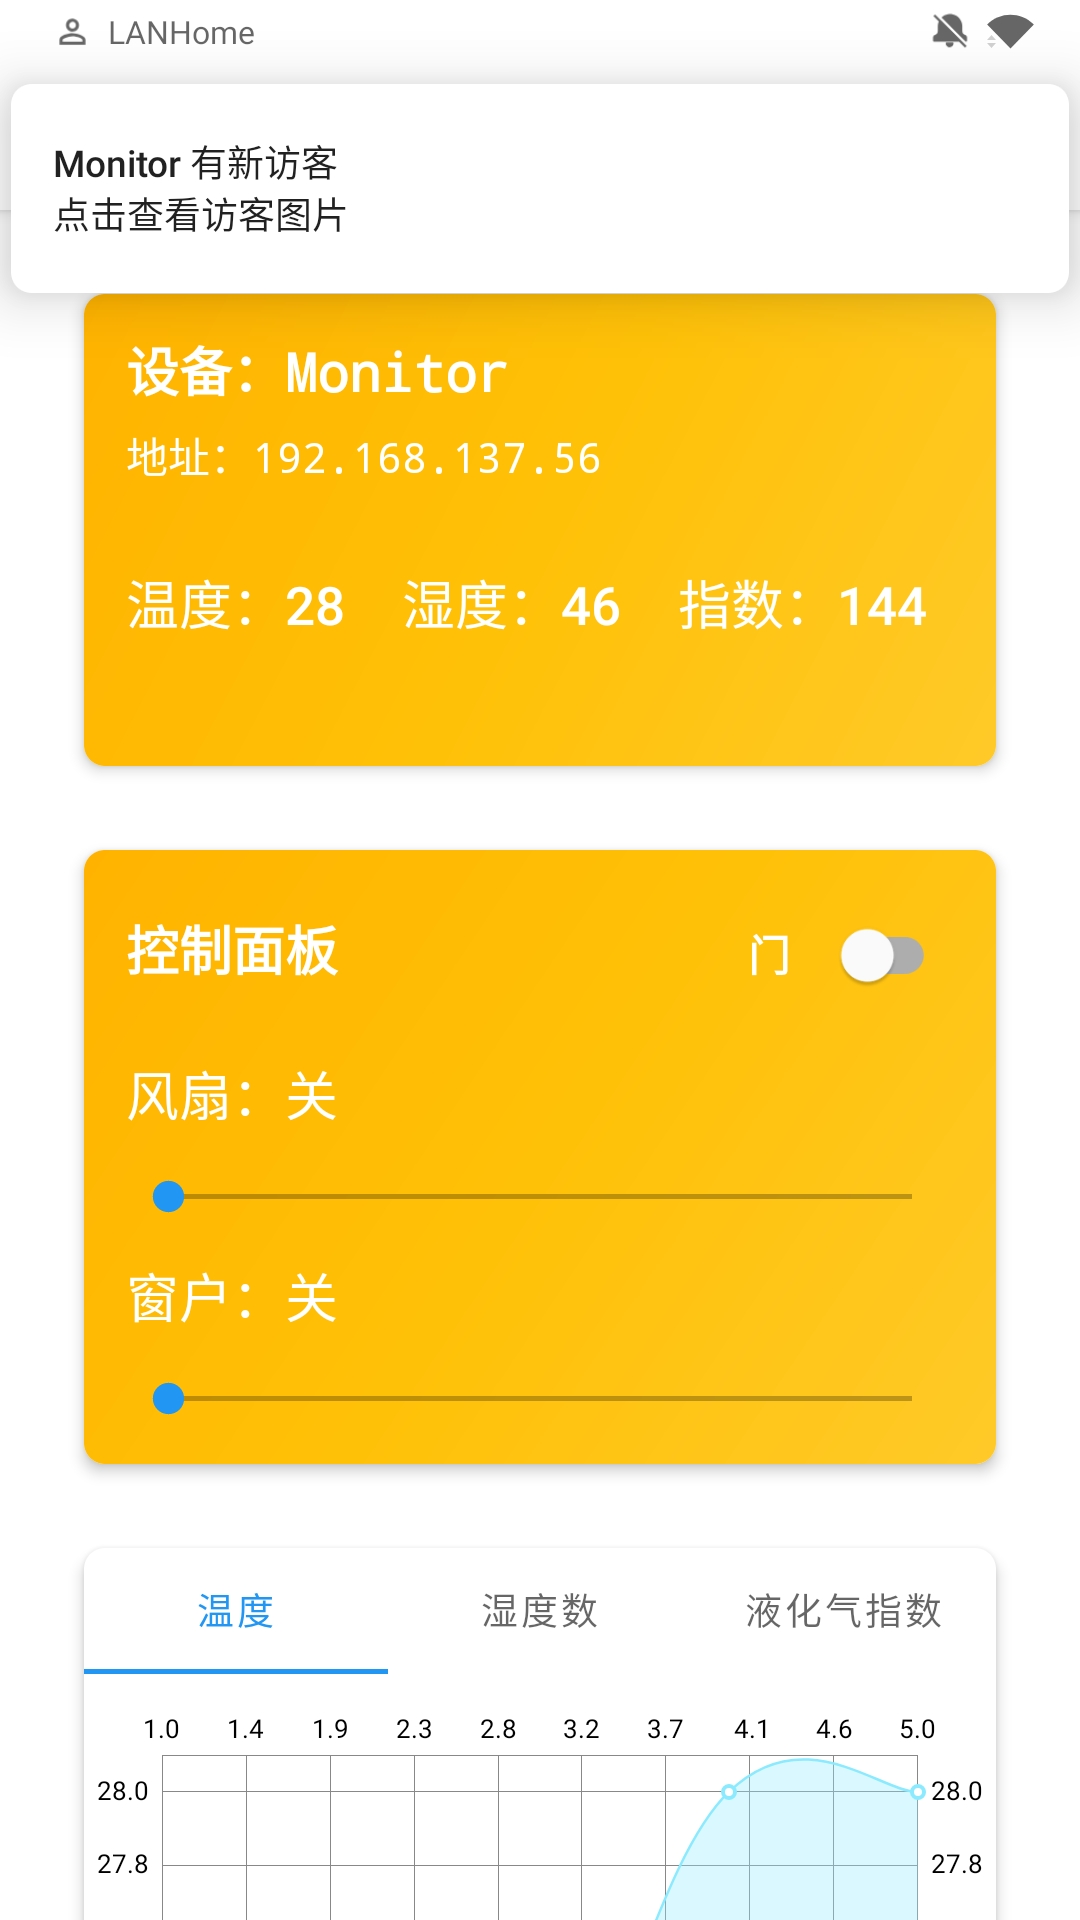 LANHome
Monitor 有新访客
点击查看访客图片
设备：Monitor
地址：192.168.137.56
温度：28 湿度：46 指数：144
控制面板 门
风扇：关
窗户：关
温度 湿度数 液化气指数
1.0 1.4 1.9 2.3 2.8 3.2 3.7 4.1 4.6 5.0
28.0 28.0
27.8 27.8